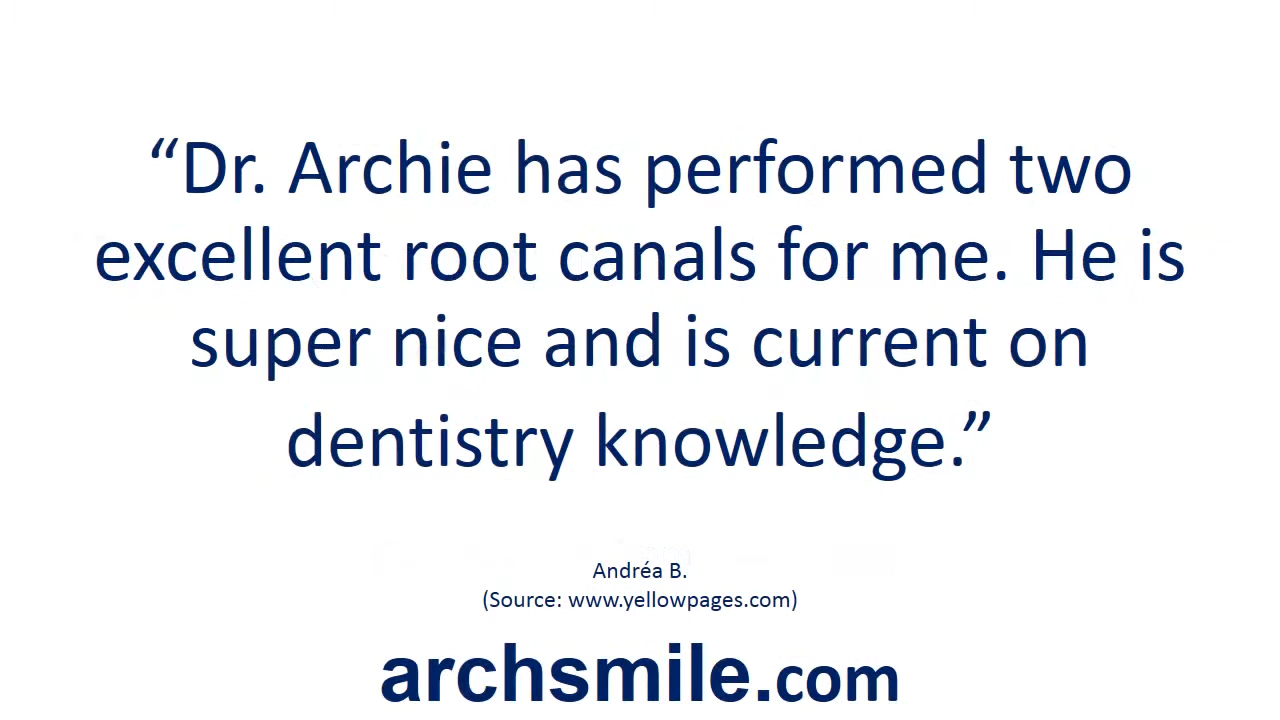 “Dr. Archie has performed two
excellent root canals for me. He is
super nice and is current on
dentistry knowledge.”
Andréa B.
(Source: www.yellowpages.com)
archsmile.com